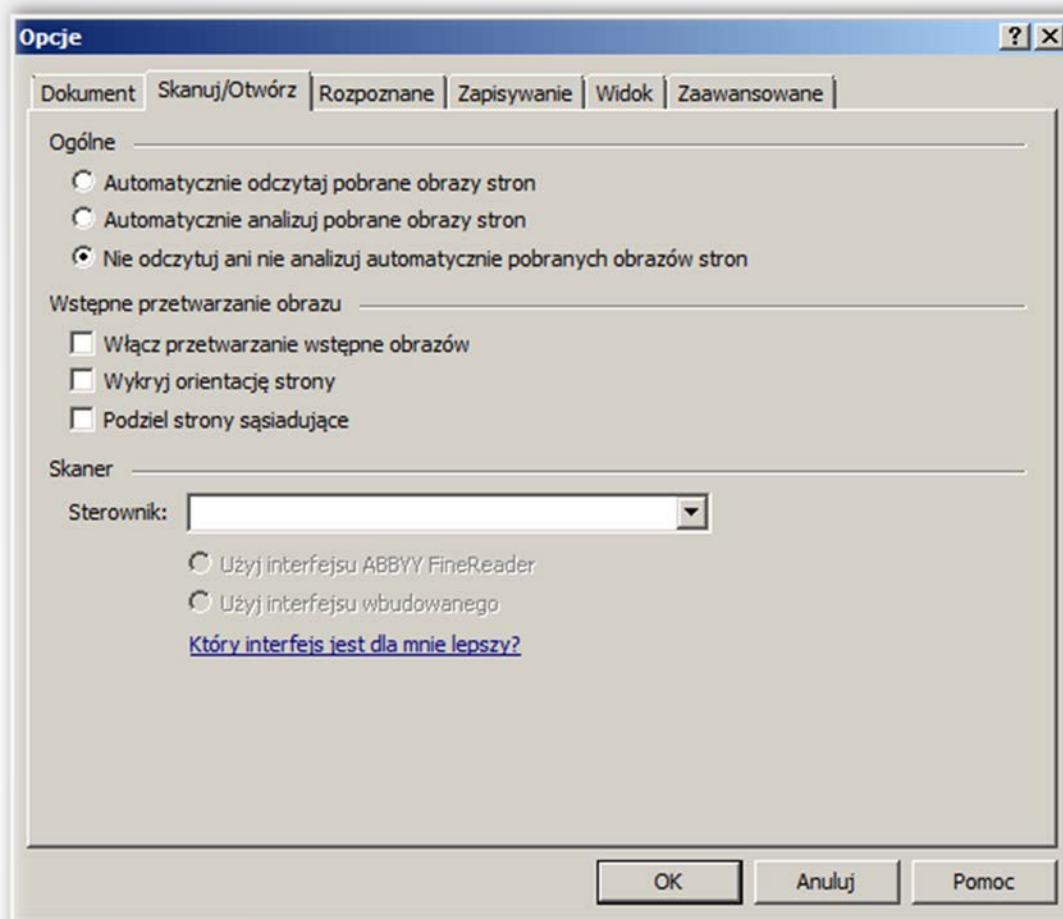 Opcje
Dokument Skanuj/Otwórz Rozpoznane Zapisywanie Widok Zaawansowane
Ogólne
Automatycznie odczytaj pobrane obrazy stron
Automatycznie analizuj pobrane obrazy stron
Nie odczytuj ani nie analizuj automatycznie pobranych obrazów stron
Wstępne przetwarzanie obrazu
Włącz przetwarzanie wstępne obrazów
Wykryj orientację strony
Podziel strony sąsiadujące
Skaner
Sterownik:
Użyj interfejsu ABBYY FineReader
Użyj interfejsu wbudowanego
Który interfejs jest dla mnie lepszy?
OK Anuluj Pomoc